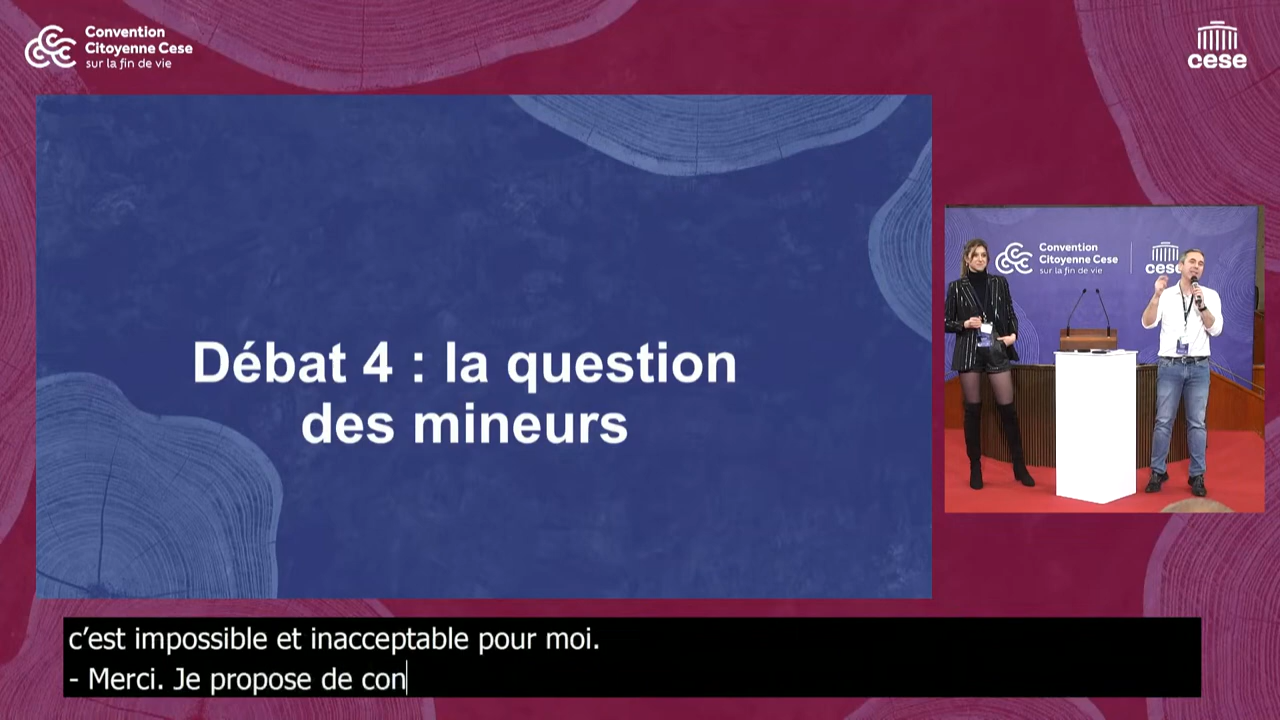 Convention
Citoyenne Cese
sur la fin de vie
cese
Débat 4 : la question
des mineurs
Convention
Citoyenne Cese
sur la fin de vie
cese
c’est impossible et inacceptable pour moi.
- Merci. Je propose de con